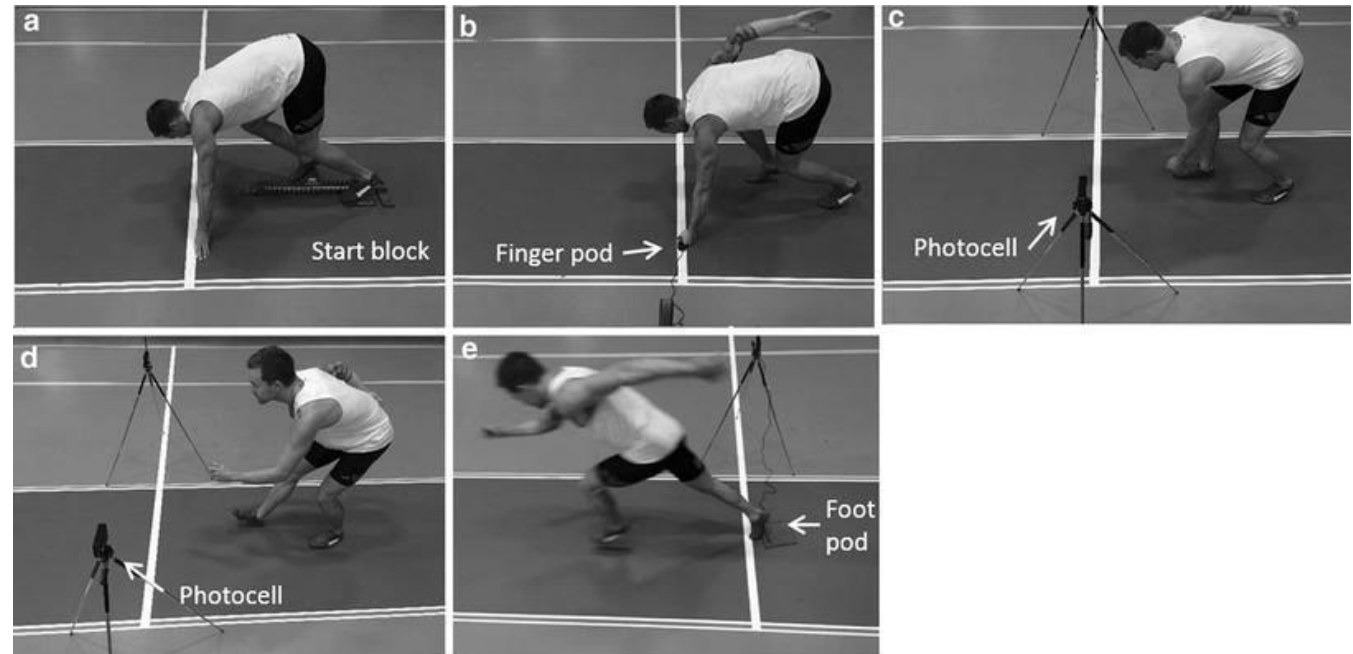 a
Start block
b
Finger pod
c
Photocell
d
Photocell
e
Foot
pod